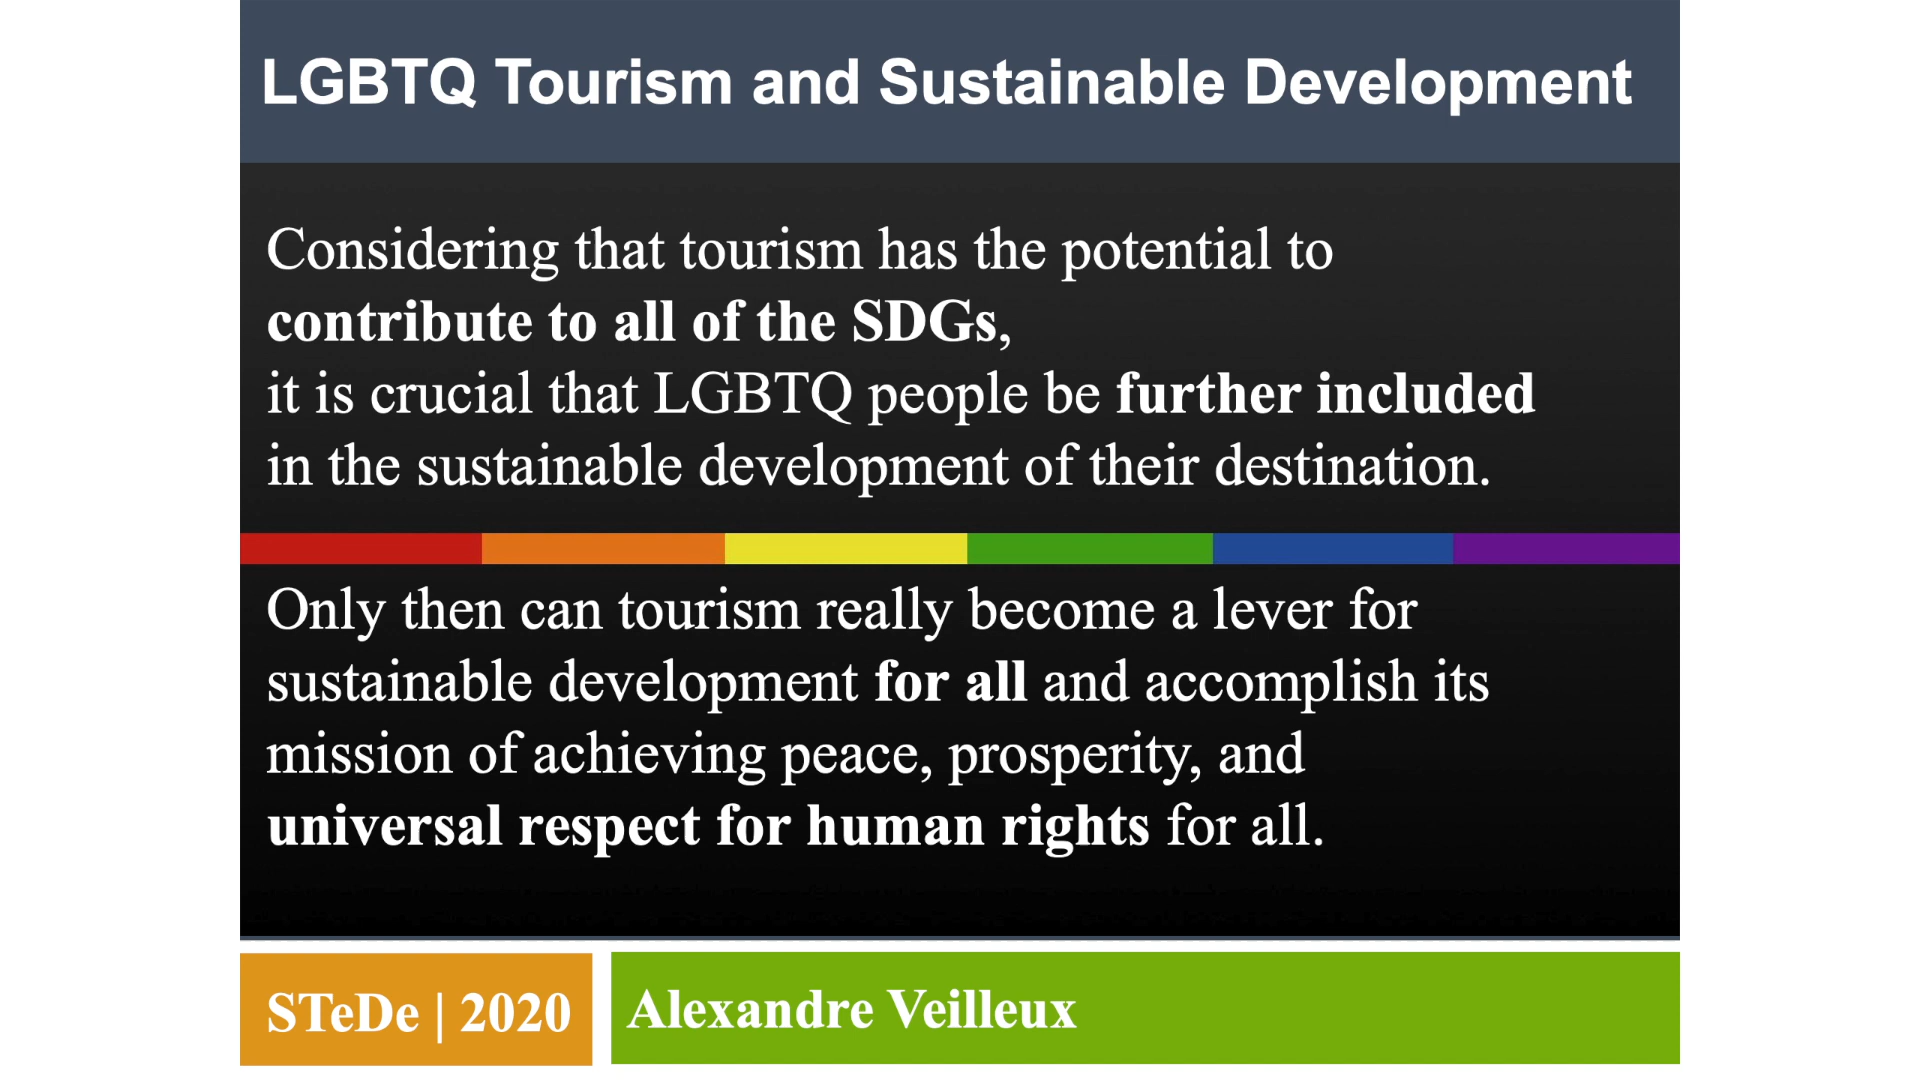 LGBTQ Tourism and Sustainable Development
Considering that tourism has the potential to
contribute to all of the SDGs,
it is crucial that LGBTQ people be further included
in the sustainable development of their destination.
Only then can tourism really become a lever for
sustainable development for all and accomplish its
mission of achieving peace, prosperity, and
universal respect for human rights for all.
STeDe | 2020
Alexandre Veilleux